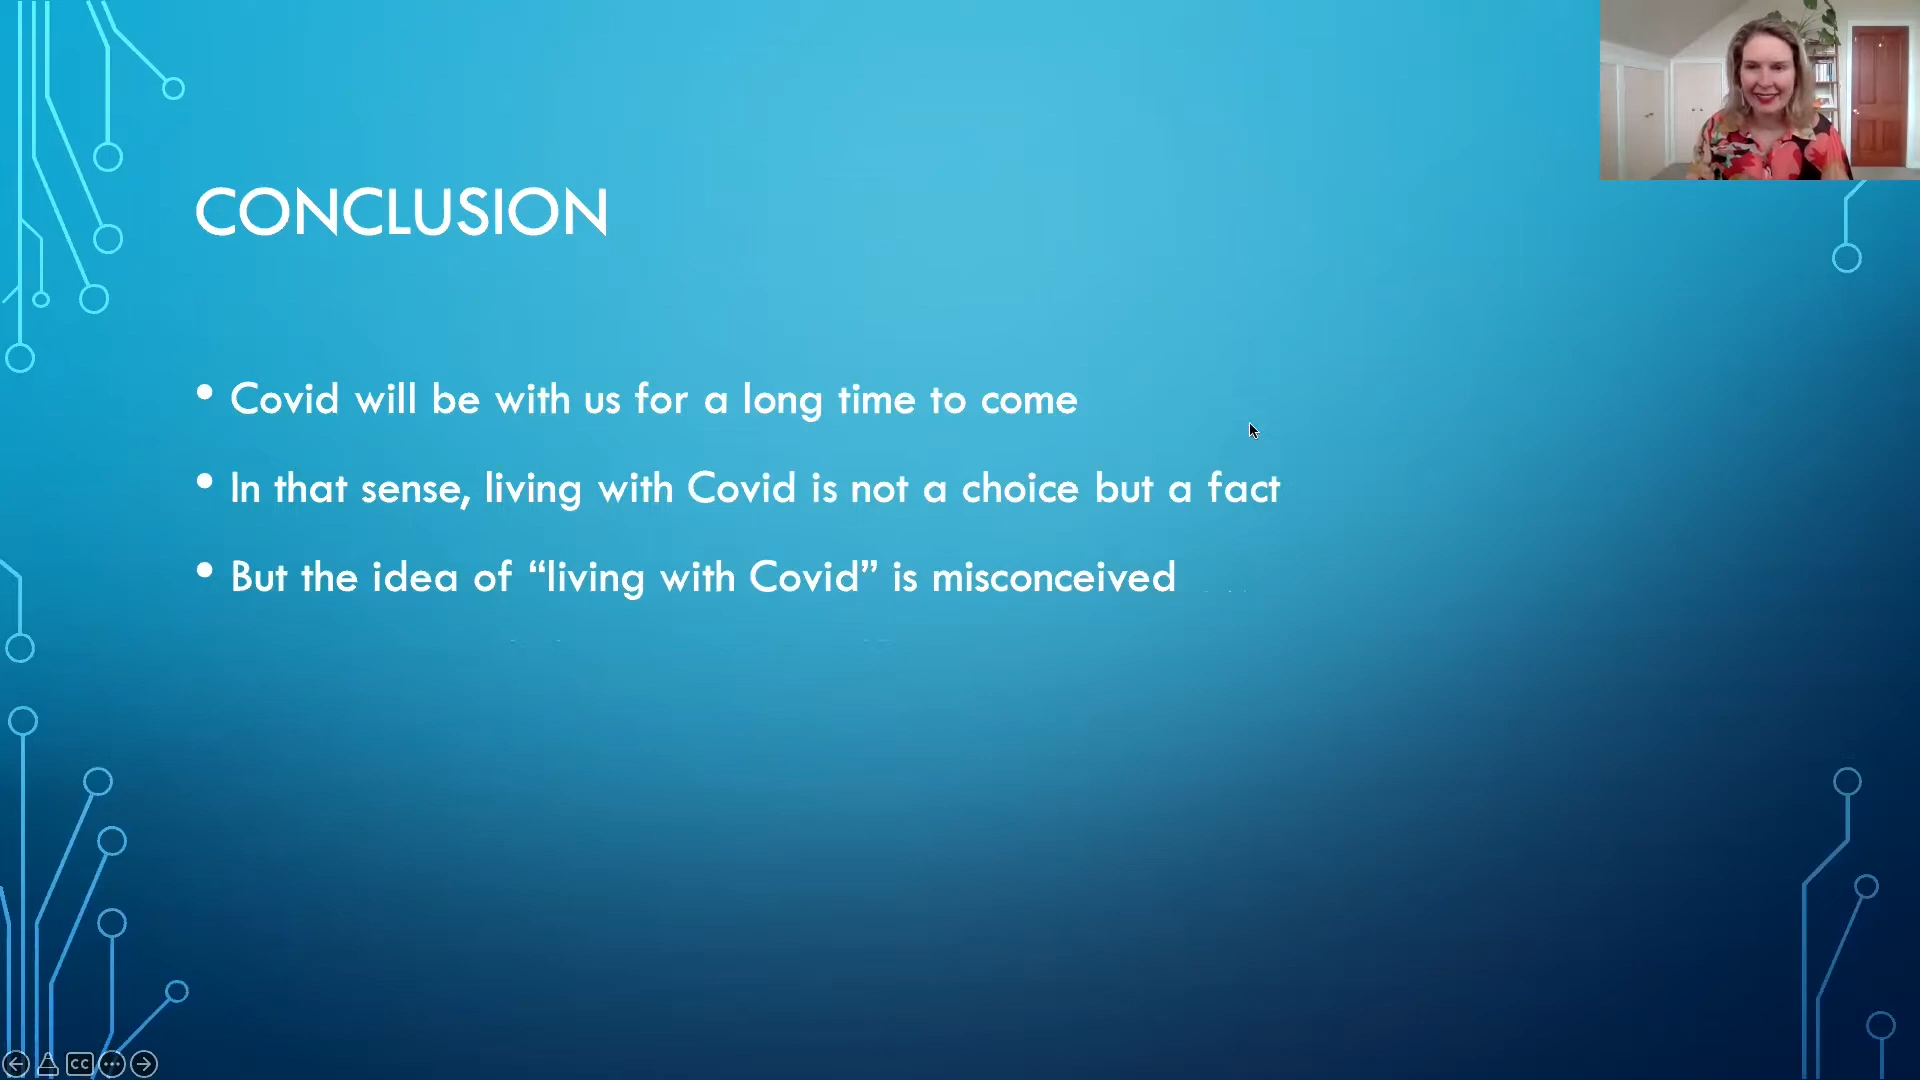 CONCLUSION
• Covid will be with us for a long time to come
• In that sense, living with Covid is not a choice but a fact
• But the idea of “living with Covid” is misconceived
CC